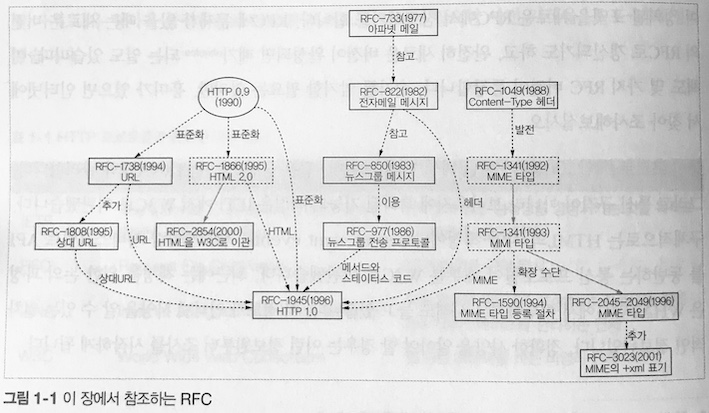 RFC-733(1977)
아파넷 메일
참고
HTTP 0.9
(1990)
RFC-822(1982)
전자메일 메시지
RFC-1049(1988)
Content-Type 헤더
표준화
표준화
참고
발전
RFC-1738(1994)
URL
RFC-1866(1995)
HTML 2.0
RFC-850(1983)
뉴스그룹 메시지
RFC-1341(1992)
MIME 타입
표준화
추가
이용
헤더
RFC-1808(1995)
상대 URL
URL
RFC-2854(2000)
HTML을 W3C로 이관
HTML
RFC-977(1986)
뉴스그룹 전송 프로토콜
RFC-1341(1993)
MIMI 타입
상대URL
메서드와
스테이터스 코드
MIME
확장 수단
RFC-1945(1996)
HTTP 1.0
RFC-1590(1994)
MIME 타입 등록 절차
RFC-2045~2049(1996)
MIME 타입
추가
RFC-3023(2001)
MIME의 +xml 표기
그림 1-1 이 장에서 참조하는 RFC